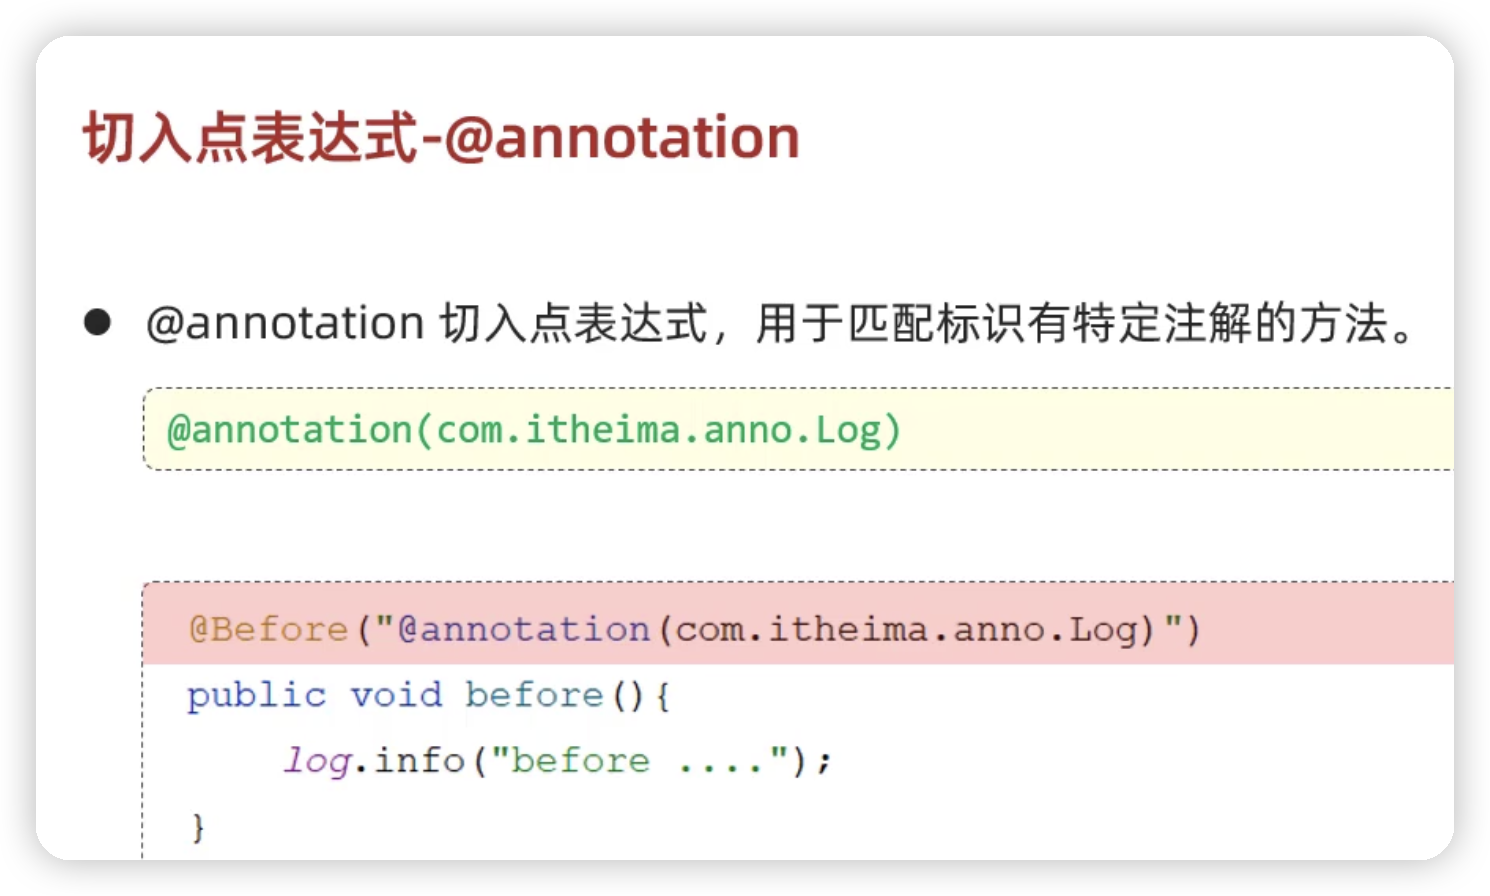 切入点表达式-@annotation
● @annotation 切入点表达式，用于匹配标识有特定注解的方法。
@annotation(com.itheima.anno.Log)
@Before("@annotation(com.itheima.anno.Log)")
public void before(){
    log.info("before ....");
}